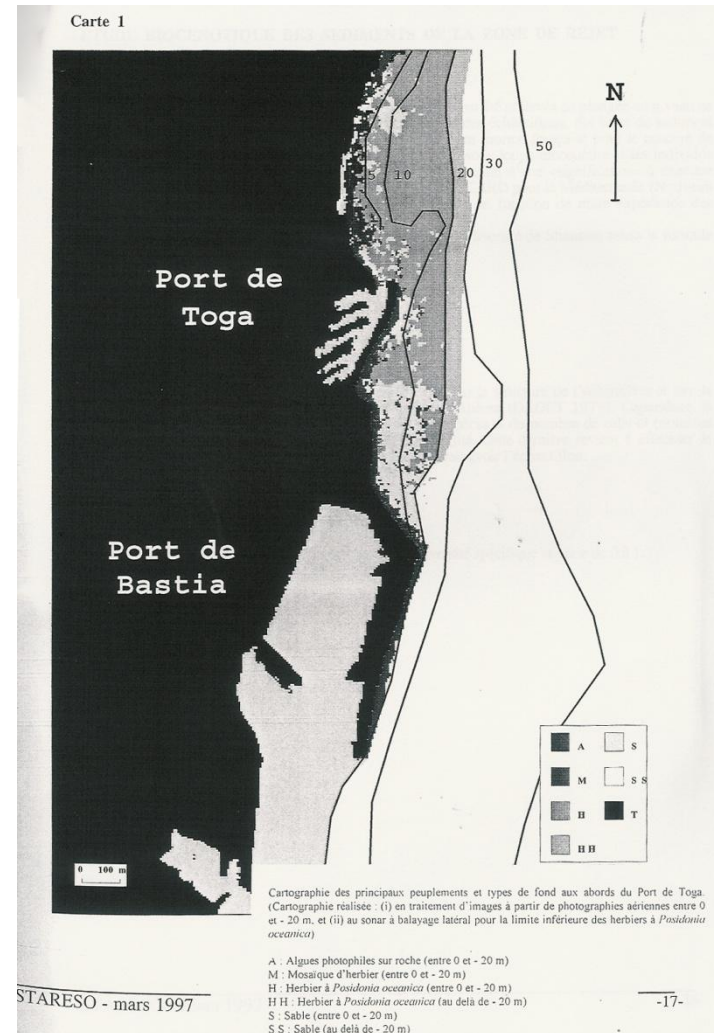 Carte 1
N
5
10
20
30
50
Port de
Toga
Port de
Bastia
A
S
M
S S
H
T
H H
0 100 m
Cartographie des principaux peuplements et types de fond aux abords du Port de Toga.
(Cartographie réalisée : (i) en traitement d'images à partir de photographies aériennes entre 0
et - 20 m, et (ii) au sonar à balayage latéral pour la limite inférieure des herbiers à Posidonia
oceanica)
A : Algues photophiles sur roche (entre 0 et - 20 m)
M : Mosaïque d'herbier (entre 0 et - 20 m)
H : Herbier à Posidonia oceanica (entre 0 et - 20 m)
H H : Herbier à Posidonia oceanica (au delà de - 20 m)
S : Sable (entre 0 et - 20 m)
S S : Sable (au delà de - 20 m)
STARESO - mars 1997
-17-